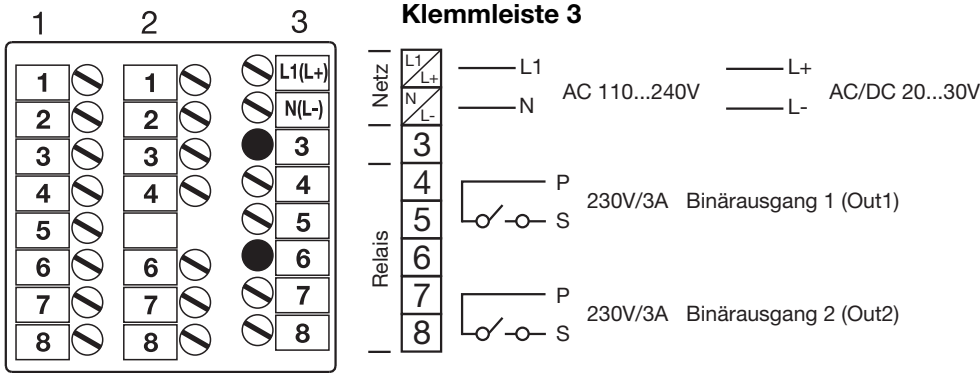 Klemmleiste 3
1 2 3
1 1 L1(L+)
2 2 N(L-)
3 3 3
4 4 4
5 5
6 6 6
7 7 7
8 8 8
Netz
L1/L+
N/L-
3
L1
N
AC 110...240V
L+
L-
AC/DC 20...30V
Relais
4
5
6
7
8
P
S
230V/3A Binärausgang 1 (Out1)
P
S
230V/3A Binärausgang 2 (Out2)